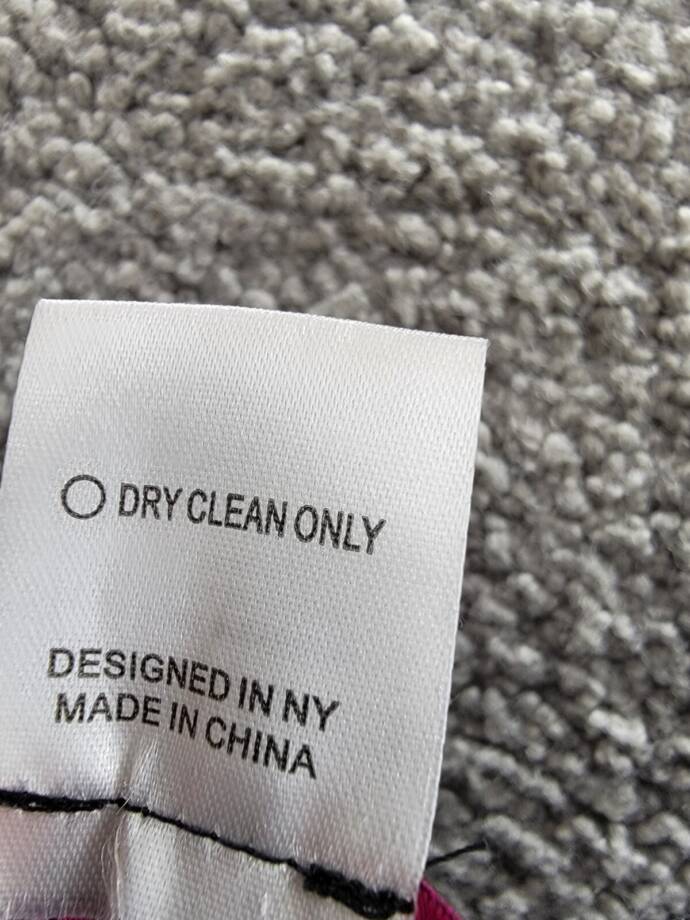 DRY CLEAN ONLY
DESIGNED IN NY
MADE IN CHINA